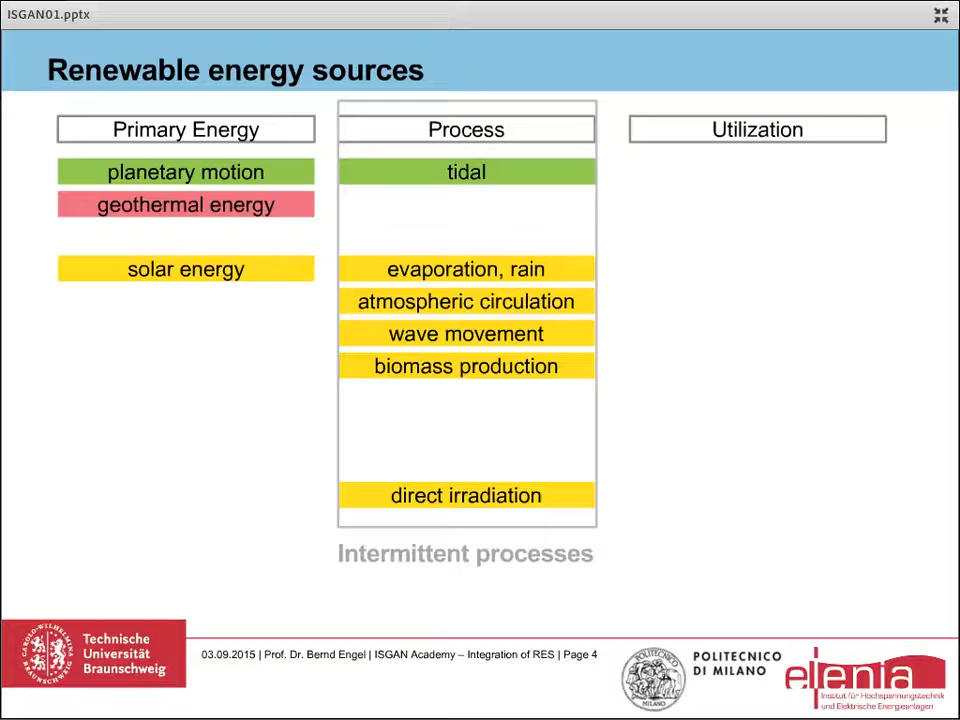 ISGAN01.pptx
Renewable energy sources
Primary Energy
Process
Utilization
planetary motion
tidal
geothermal energy
solar energy
evaporation, rain
atmospheric circulation
wave movement
biomass production
direct irradiation
Intermittent processes
Technische
Universität
Braunschweig
03.09.2015 | Prof. Dr. Bernd Engel | ISGAN Academy – Integration of RES | Page 4
POLITECNICO
DI MILANO
elenia
Institut für Hochspannungstechnik
und Elektrische Energieanlagen